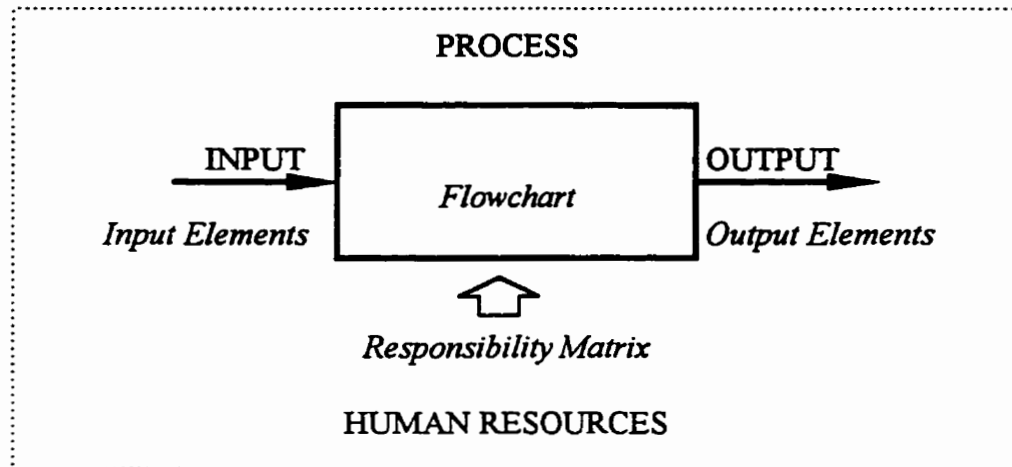 PROCESS
INPUT
OUTPUT
Flowchart
Input Elements
Output Elements
Responsibility Matrix
HUMAN RESOURCES